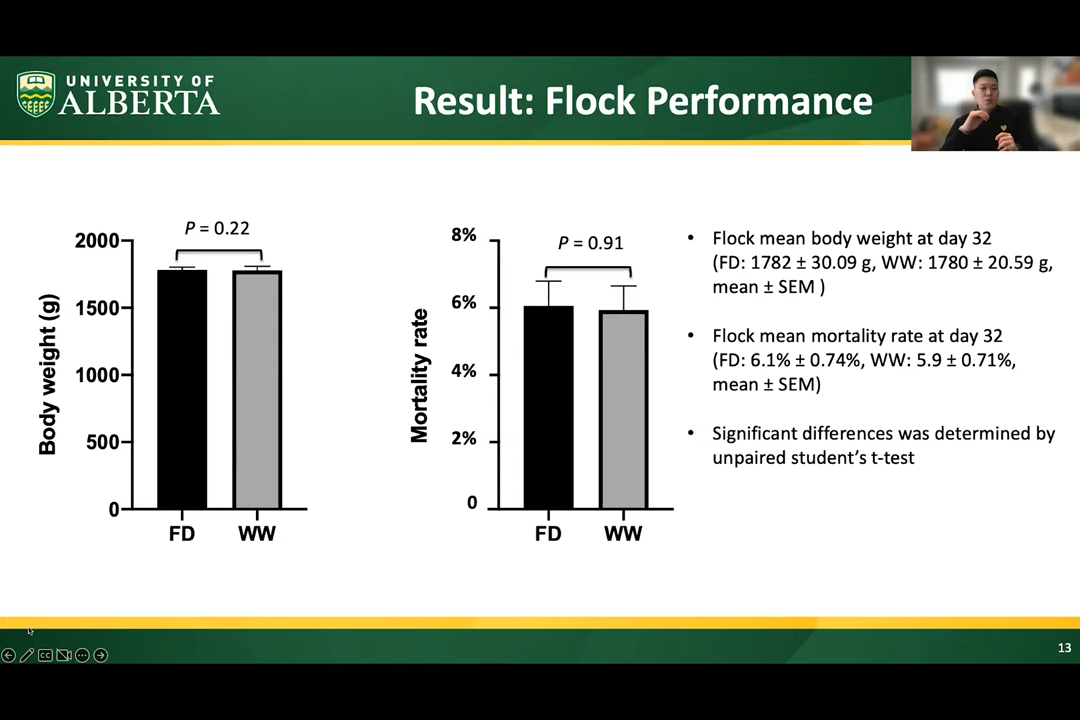 UNIVERSITY OF
ALBERTA
Result: Flock Performance
P = 0.22
2000
1500
1000
500
0
Body weight (g)
FD WW
P = 0.91
8%
6%
4%
2%
0
Mortality rate
FD WW
• Flock mean body weight at day 32
(FD: 1782 ± 30.09 g, WW: 1780 ± 20.59 g,
mean ± SEM )
• Flock mean mortality rate at day 32
(FD: 6.1% ± 0.74%, WW: 5.9 ± 0.71%,
mean ± SEM)
• Significant differences was determined by
unpaired student’s t-test
CC
13